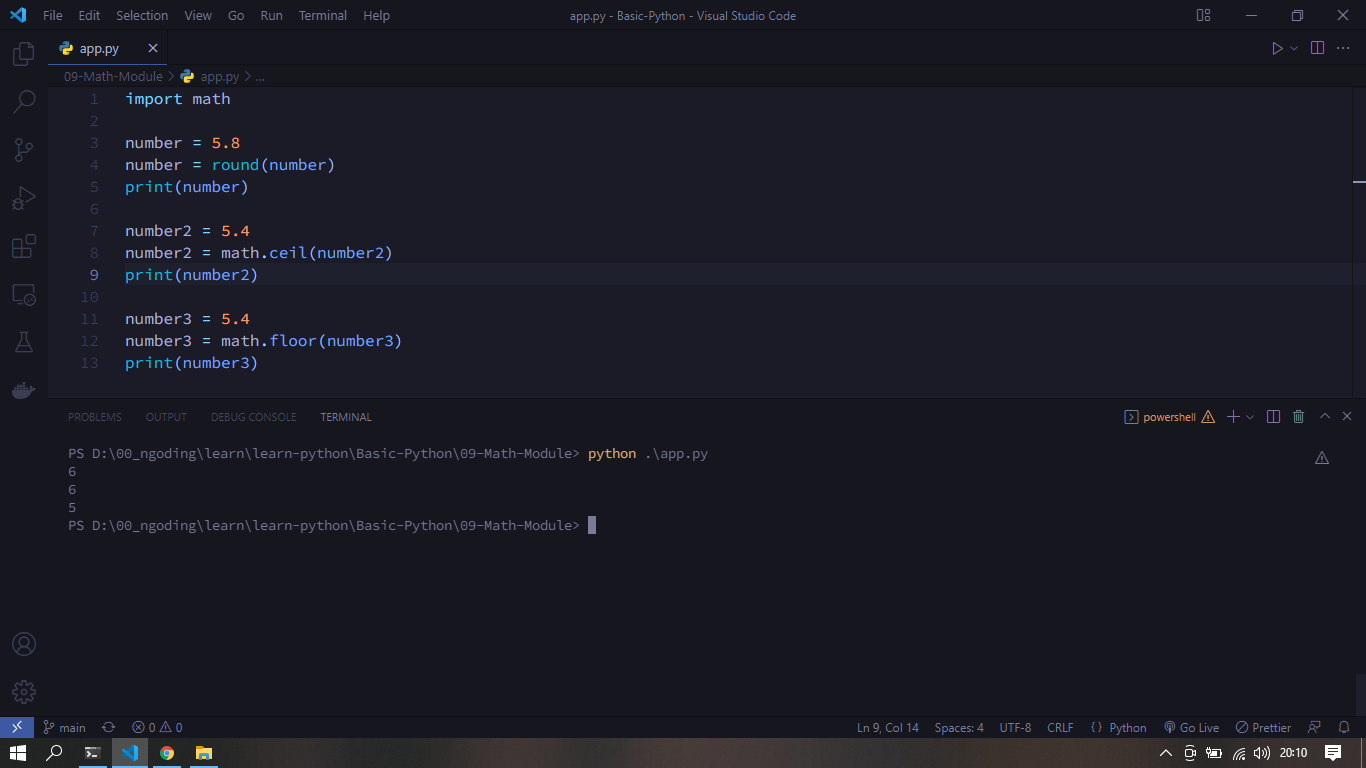 File Edit Selection View Go Run Terminal Help app.py - Basic-Python - Visual Studio Code
app.py
09-Math-Module > app.py > ...
1 import math
2
3 number = 5.8
4 number = round(number)
5 print(number)
6
7 number2 = 5.4
8 number2 = math.ceil(number2)
9 print(number2)
10
11 number3 = 5.4
12 number3 = math.floor(number3)
13 print(number3)
PROBLEMS OUTPUT DEBUG CONSOLE TERMINAL powershell
PS D:\00_ngoding\learn\learn-python\Basic-Python\09-Math-Module> python .\app.py
6
6
5
PS D:\00_ngoding\learn\learn-python\Basic-Python\09-Math-Module>
main 0 0 Ln 9, Col 14 Spaces: 4 UTF-8 CRLF {} Python Go Live Prettier
20:10